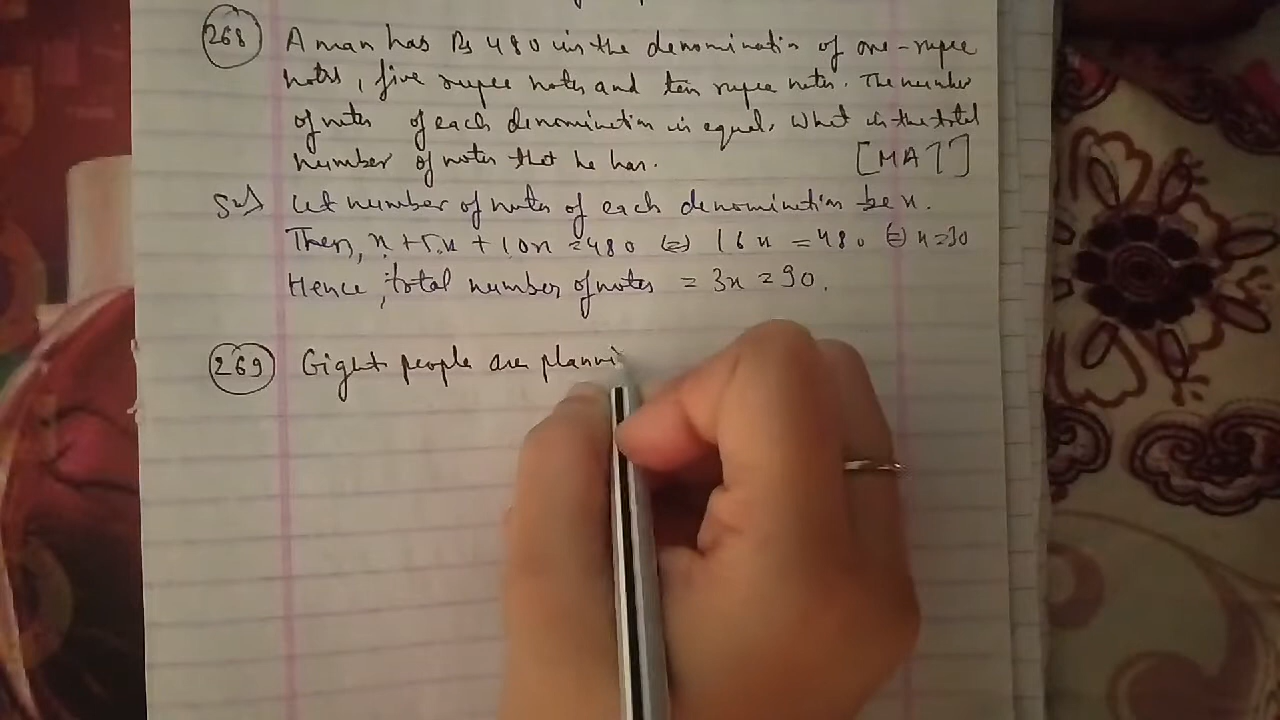 268 A man has Rs 480 in the denomination of one-rupee
notes, five rupee notes and ten rupee notes. The number
of notes of each denomination is equal. What is the total
number of notes that he has. [MAT]
Sol) Let number of notes of each denomination be x.
Then, x + 5x + 10x = 480 (=) 16x = 480 (=) x = 30
Hence, total number of notes = 3x = 90.
269 Eight people are planni